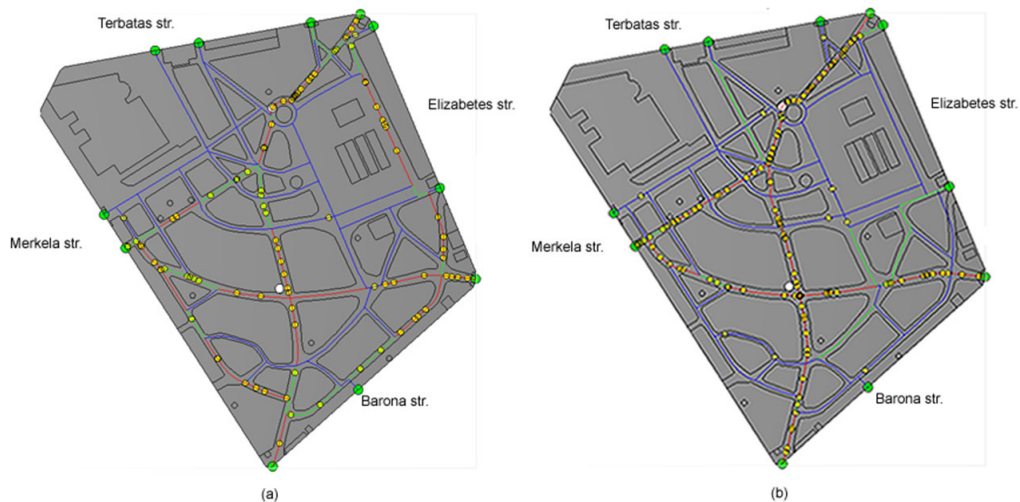 Terbatas str.
Elizabetes str.
Merkela str.
Barona str.
(a)
Terbatas str.
Elizabetes str.
Merkela str.
Barona str.
(b)